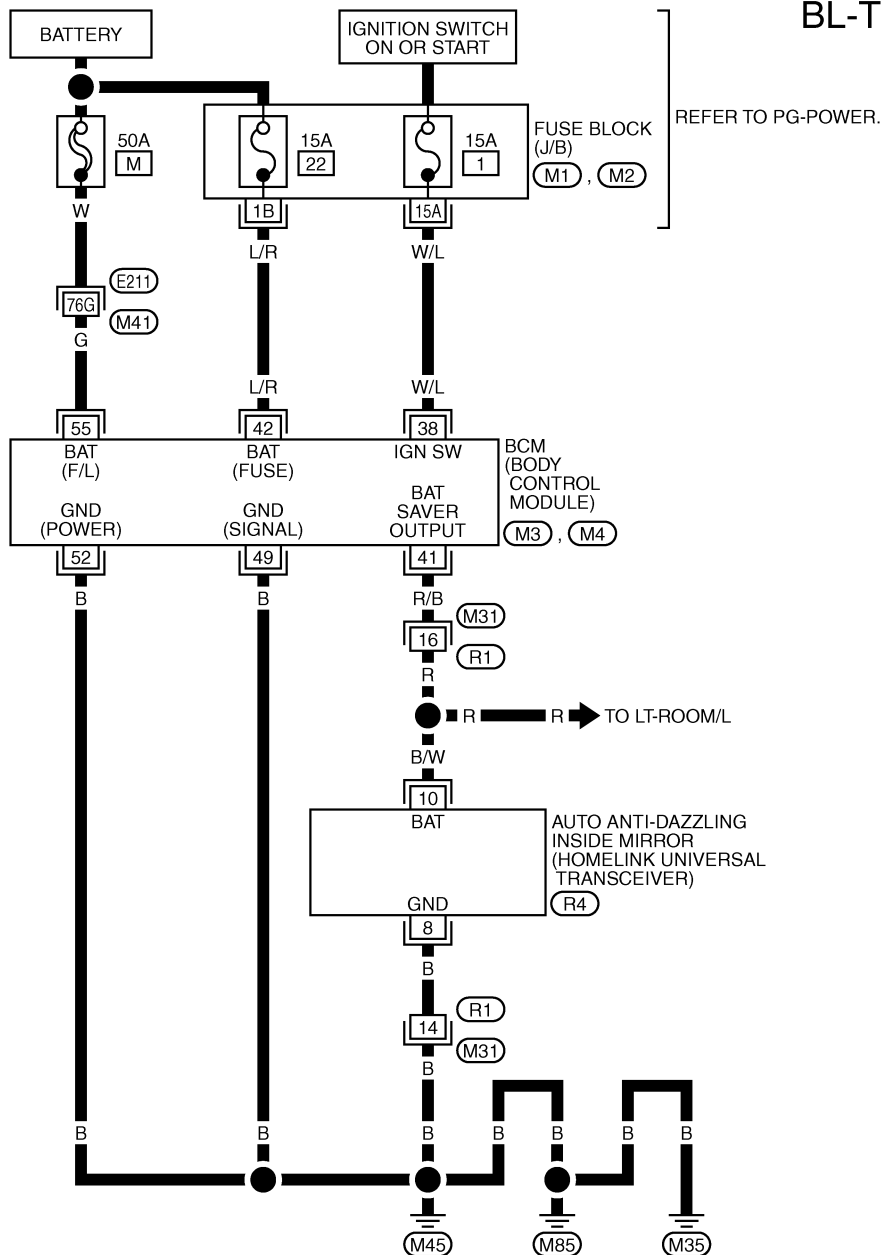 BL-T
BATTERY
IGNITION SWITCH
ON OR START
REFER TO PG-POWER.
50A
M
15A
22
15A
1
FUSE BLOCK
(J/B)
M1 , M2
W
1B
15A
L/R
W/L
E211
76G
M41
G
L/R
W/L
55
42
38
BAT
(F/L)
BAT
(FUSE)
IGN SW
BCM
(BODY
CONTROL
MODULE)
M3 , M4
GND
(POWER)
GND
(SIGNAL)
BAT
SAVER
OUTPUT
52
49
41
B
B
R/B
M31
16
R1
R
R
R
TO LT-ROOM/L
B/W
10
BAT
AUTO ANTI-DAZZLING
INSIDE MIRROR
(HOMELINK UNIVERSAL
TRANSCEIVER)
R4
GND
8
B
R1
14
M31
B
B
B
B
B
B
B
B
M45
M85
M35